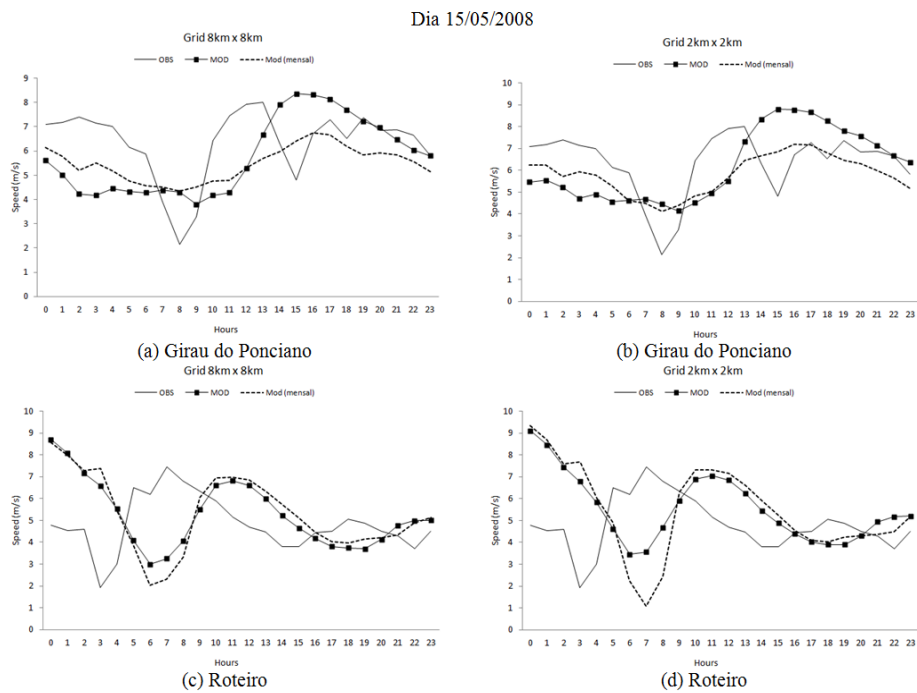 Dia 15/05/2008
Grid 8km x 8km
OBS MOD Mod (mensal)
Speed (m/s)
9
8
7
6
5
4
3
2
1
0
0 1 2 3 4 5 6 7 8 9 10 11 12 13 14 15 16 17 18 19 20 21 22 23
Hours
(a) Girau do Ponciano
Grid 2km x 2km
OBS MOD Mod (mensal)
Speed (m/s)
10
9
8
7
6
5
4
3
2
1
0
0 1 2 3 4 5 6 7 8 9 10 11 12 13 14 15 16 17 18 19 20 21 22 23
Hours
(b) Girau do Ponciano
Grid 8km x 8km
OBS MOD Mod (mensal)
Speed (m/s)
10
9
8
7
6
5
4
3
2
1
0
0 1 2 3 4 5 6 7 8 9 10 11 12 13 14 15 16 17 18 19 20 21 22 23
Hours
(c) Roteiro
Grid 2km x 2km
OBS MOD Mod (mensal)
Speed (m/s)
10
9
8
7
6
5
4
3
2
1
0
0 1 2 3 4 5 6 7 8 9 10 11 12 13 14 15 16 17 18 19 20 21 22 23
Hours
(d) Roteiro